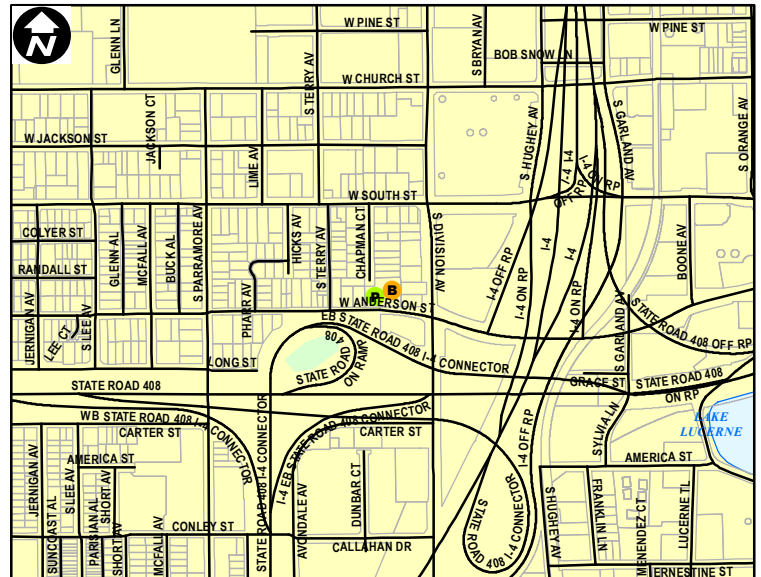 N
GLENN LN
W PINE ST
S TERRY AV
S BRYAN AV
BOB SNOW LN
W PINE ST
W CHURCH ST
S HUGHEY AV
S GARLAND AV
S ORANGE AV
W JACKSON ST
JACKSON CT
LIME AV
I-4
I-4
I-4 ON RP
OFF RP
W SOUTH ST
COLYER ST
RANDALL ST
GLENN AL
MCFALL AV
BUCK AL
S PARRAMORE AV
HICKS AV
S TERRY AV
CHAPMAN CT
S DIVISION AV
I-4 OFF RP
I-4 ON RP
I-4
I-4
I-4 ON RP
BOONE AV
PHARR AV
B
W ANDERSON ST
JERNIGAN AV
LEE CT
S LEE AV
EB STATE ROAD 408 I-4 CONNECTOR
STATE ROAD 408
ON RAMP
LONG ST
S GARLAND AV
STATE ROAD 408 OFF RP
GRACE ST
STATE ROAD 408
ON RP
STATE ROAD 408
WB STATE ROAD 408 I-4 CONNECTOR
CARTER ST
STATE ROAD 408 I-4 CONNECTOR
I-4 EB STATE ROAD 408 CONNECTOR
CARTER ST
I-4 OFF RP
SYLVIA LN
LAKE
LUCERNE
AMERICA ST
AMERICA ST
JERNIGAN AV
SUNCOAST AL
S LEE AV
PARISIAN AL
SHORT AV
SHORT AV
MCFALL AV
CONLEY ST
AVONDALE AV
DUNBAR CT
CALLAHAN DR
STATE ROAD 408 I-4 CONNECTOR
S HUGHEY AV
FRANKLIN LN
MENENDEZ CT
LUCERNE TL
ERNESTINE ST